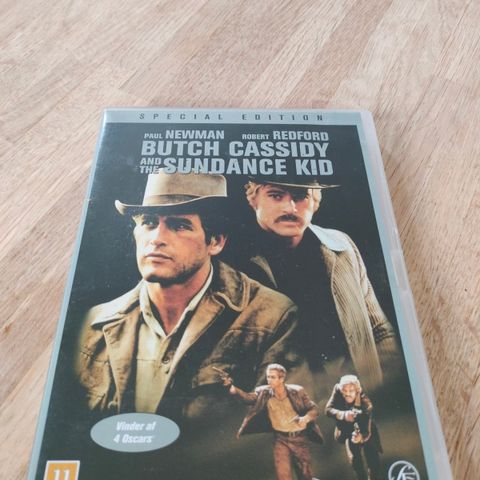 SPECIAL EDITION
PAUL NEWMAN ROBERT REDFORD
BUTCH CASSIDY
AND THE SUNDANCE KID
Vinder af
4 Oscars
11